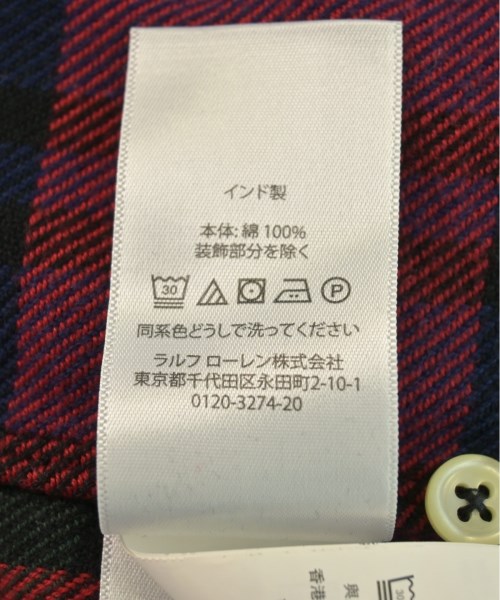 インド製
本体: 綿 100%
装飾部分を除く
30
P
同系色どうしで洗ってください
ラルフ ローレン株式会社
東京都千代田区永田町2-10-1
0120-3274-20
30
香港